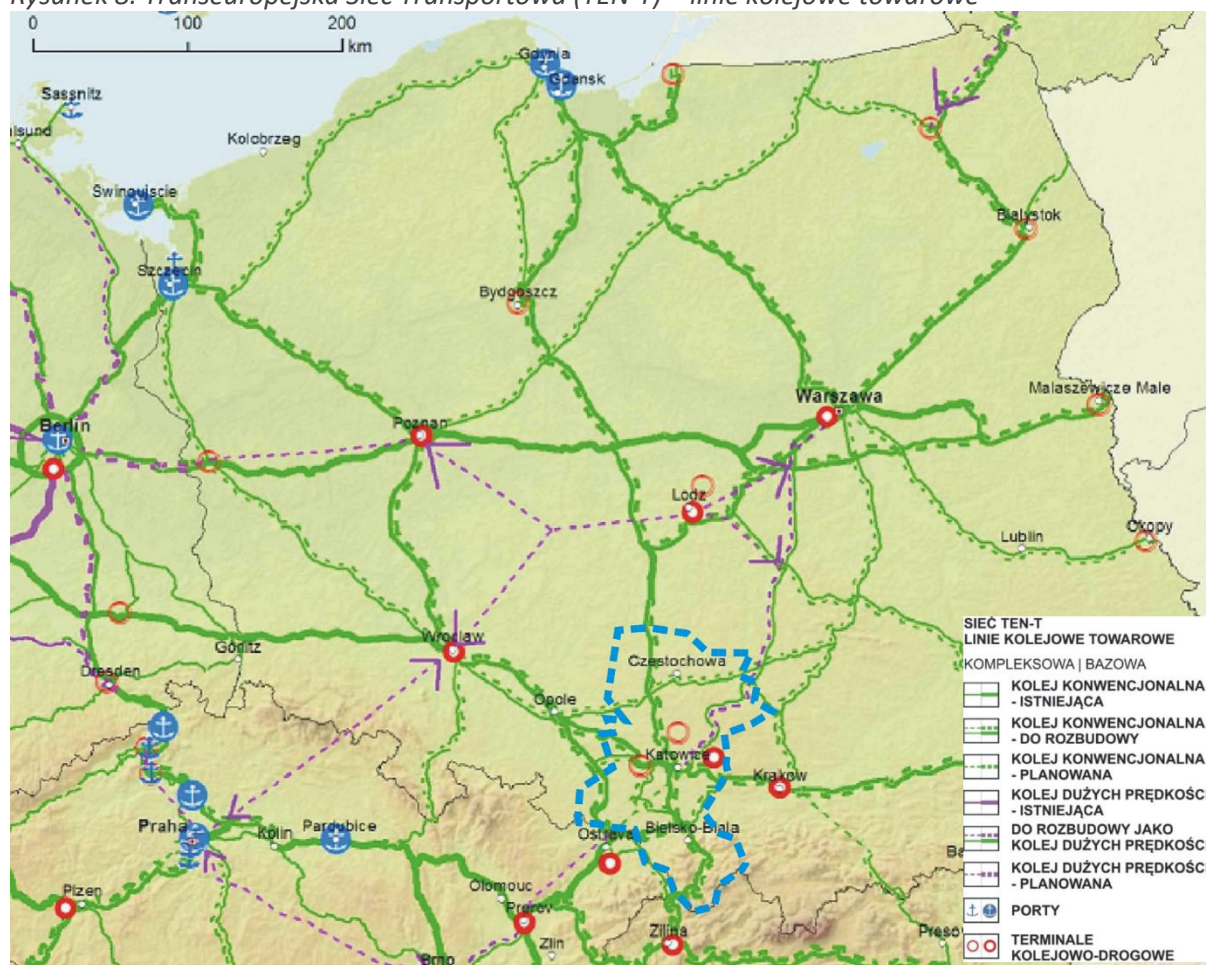 Rysunek 8. Transeuropejska Sieć Transportowa (TEN-T) – linie kolejowe towarowe
0 100 200 km
Gdynia
Gdansk
Sassnitz
alsund
Kolobrzeg
Swinoujscie
Bialystok
Szczecin
Bydgoszcz
Malaszewicze Male
Warszawa
Berlin
Poznan
Lodz
Lublin
Okopy
Wroclaw
Görlitz
Czestochowa
Dresden
Opole
Katowice
Krakow
Praha
Kolin
Pardubice
Ostrava
Bielsko-Biala
Ba
Olomouc
Plzen
Prerov
Zilina
Presov
Zlin
Brno
SIEĆ TEN-T
LINIE KOLEJOWE TOWAROWE
KOMPLEKSOWA | BAZOWA
KOLEJ KONWENCJONALNA
- ISTNIEJĄCA
KOLEJ KONWENCJONALNA
- DO ROZBUDOWY
KOLEJ KONWENCJONALNA
- PLANOWANA
KOLEJ DUŻYCH PRĘDKOŚCI
- ISTNIEJĄCA
DO ROZBUDOWY JAKO
KOLEJ DUŻYCH PRĘDKOŚCI
KOLEJ DUŻYCH PRĘDKOŚCI
- PLANOWANA
PORTY
TERMINALE
KOLEJOWO-DROGOWE